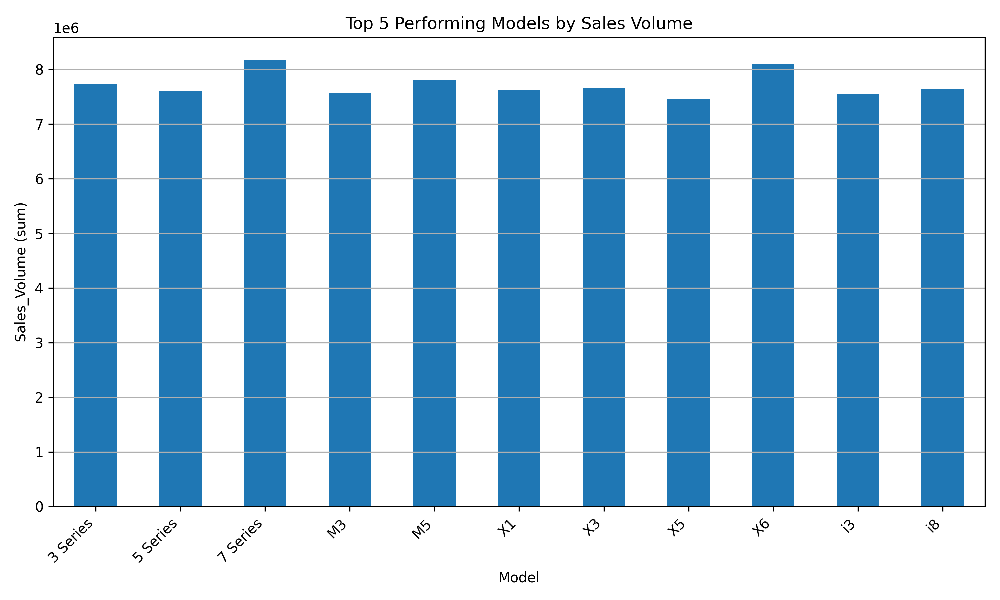 Top 5 Performing Models by Sales Volume
1e6
8
7
6
5
4
3
2
1
0
Sales_Volume (sum)
3 Series
5 Series
7 Series
M3
M5
X1
X3
X5
X6
i3
i8
Model